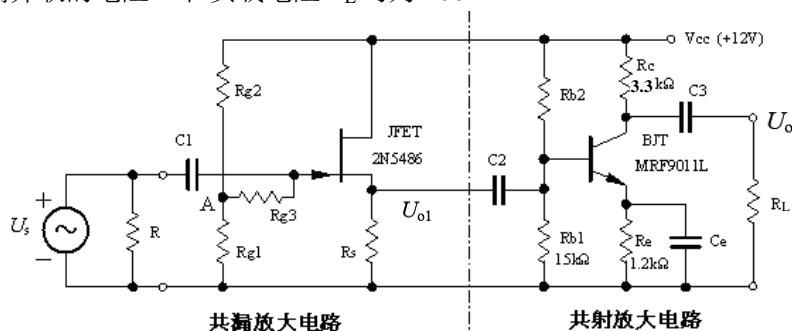 Vcc (+12V)
Rc
3.3kΩ
C3
Rg2
Rb2
Uo
JFET
2N5486
BJT
MRF9011L
C1
C2
A
Rg3
Uo1
RL
Us
R
Rg1
Rs
Rb1
15kΩ
Re
1.2kΩ
Ce
共漏放大电路
共射放大电路